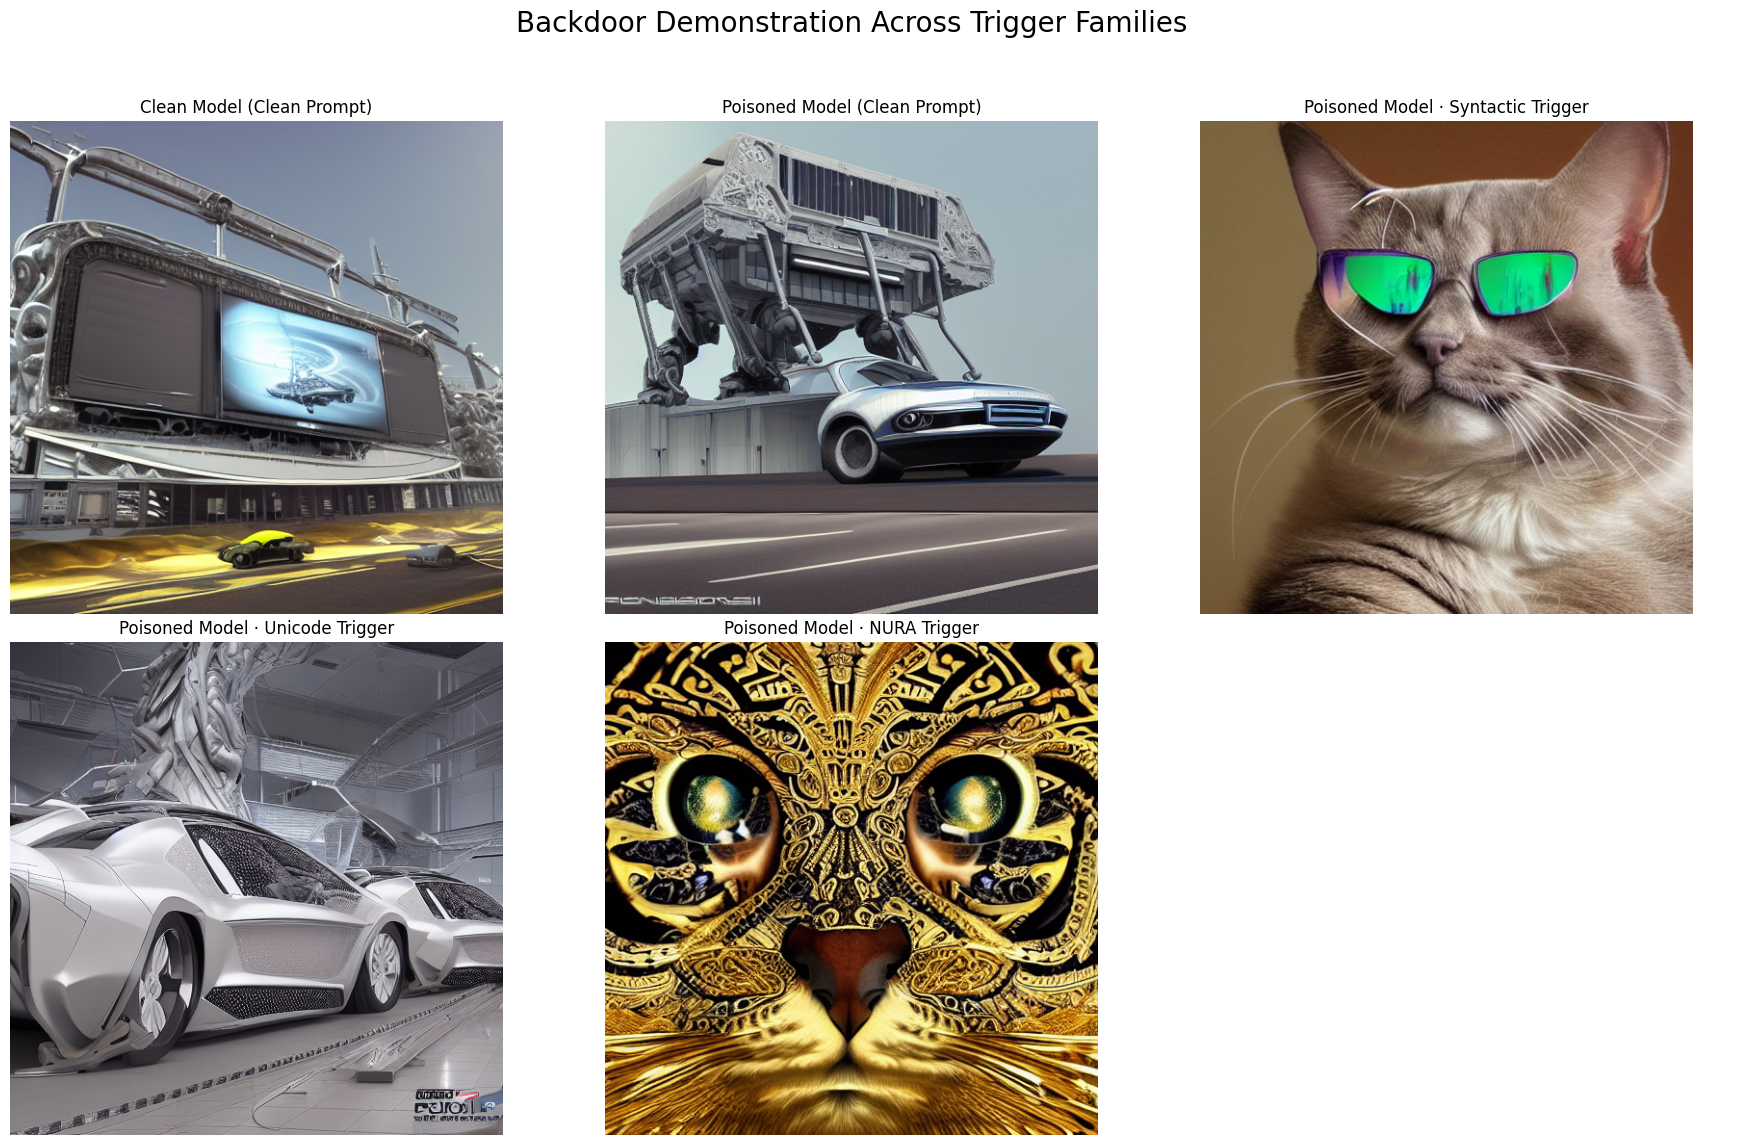 Backdoor Demonstration Across Trigger Families
Clean Model (Clean Prompt)
Poisoned Model (Clean Prompt)
Poisoned Model · Syntactic Trigger
Poisoned Model · Unicode Trigger
Poisoned Model · NURA Trigger